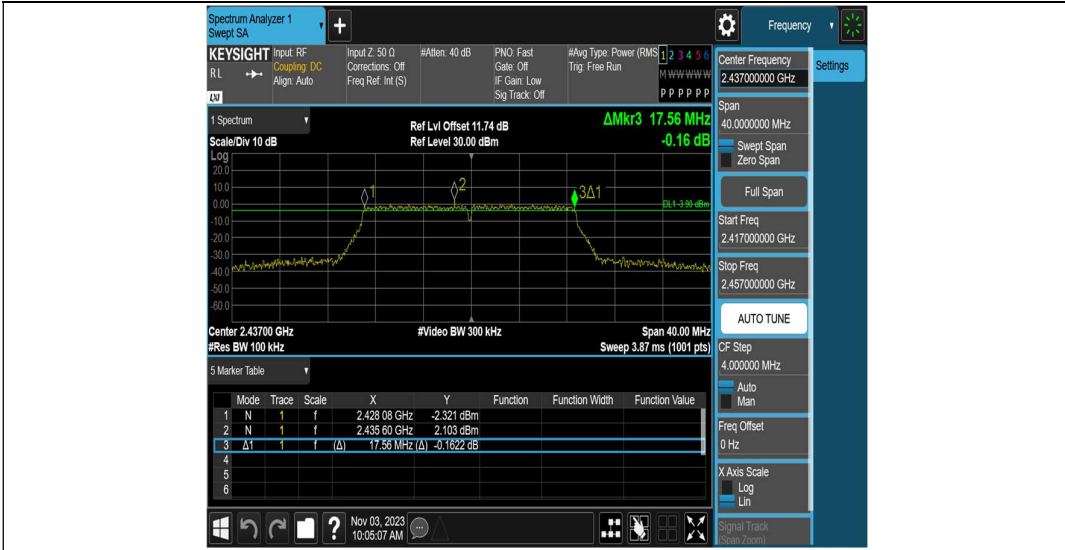 Spectrum Analyzer 1
Swept SA
Frequency
KEYSIGHT
RL
LXI
Input: RF
Coupling: DC
Align: Auto
Input Z: 50 Ω
Corrections: Off
Freq Ref: Int (S)
#Atten: 40 dB
PNO: Fast
Gate: Off
IF Gain: Low
Sig Track: Off
#Avg Type: Power (RMS
Trig: Free Run
1 2 3 4 5 6
M W W W W W
P P P P P P
Center Frequency
2.437000000 GHz
Settings
Span
40.0000000 MHz
Swept Span
Zero Span
Full Span
Start Freq
2.417000000 GHz
Stop Freq
2.457000000 GHz
AUTO TUNE
CF Step
4.000000 MHz
Auto
Man
Freq Offset
0 Hz
X Axis Scale
Log
Lin
Signal Track
(Span Zoom)
1 Spectrum
Scale/Div 10 dB
Ref Lvl Offset 11.74 dB
Ref Level 30.00 dBm
ΔMkr3 17.56 MHz
-0.16 dB
Log
20.0
10.0
0.00
-10.0
-20.0
-30.0
-40.0
-50.0
-60.0
1
2
3Δ1
DL1 -3.90 dBm
Center 2.43700 GHz
#Video BW 300 kHz
Span 40.00 MHz
#Res BW 100 kHz
Sweep 3.87 ms (1001 pts)
5 Marker Table
Mode Trace Scale X Y Function Function Width Function Value
1 N 1 f 2.428 08 GHz -2.321 dBm
2 N 1 f 2.435 60 GHz 2.103 dBm
3 Δ1 1 f (Δ) 17.56 MHz (Δ) -0.1622 dB
4
5
6
?
Nov 03, 2023
10:05:07 AM